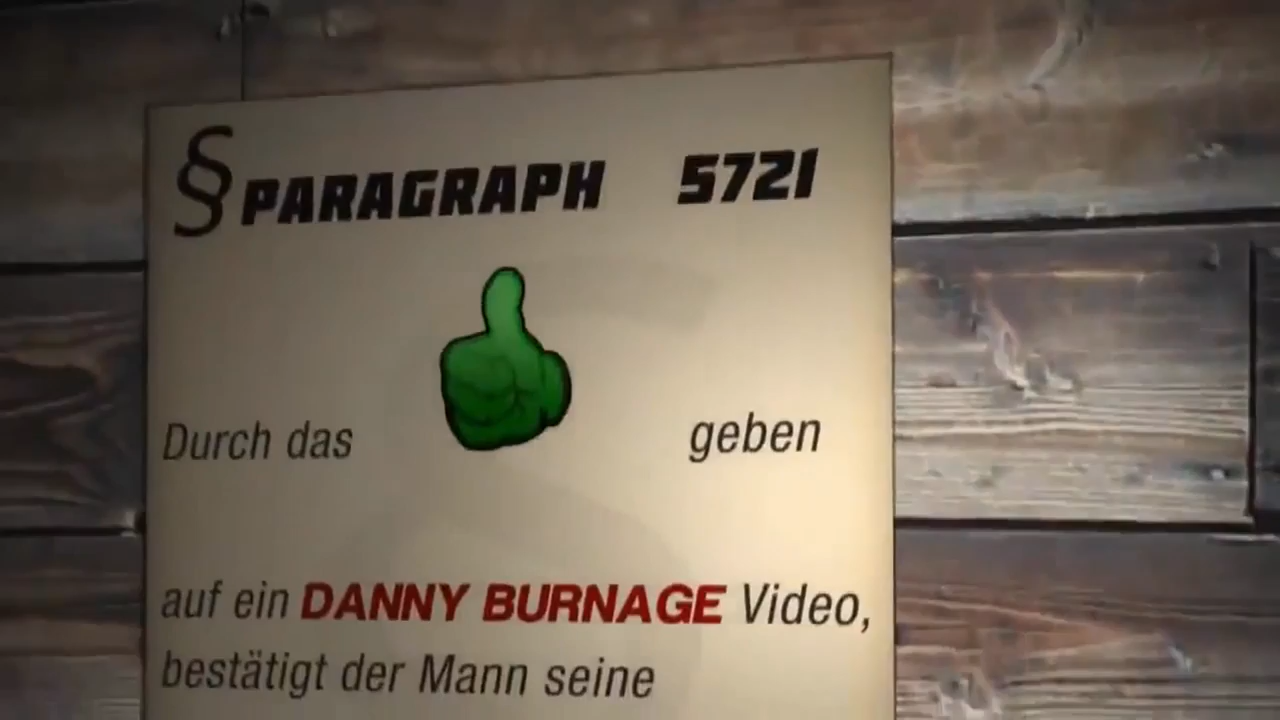 § PARAGRAPH 5721
Durch das geben
auf ein DANNY BURNAGE Video,
bestätigt der Mann seine